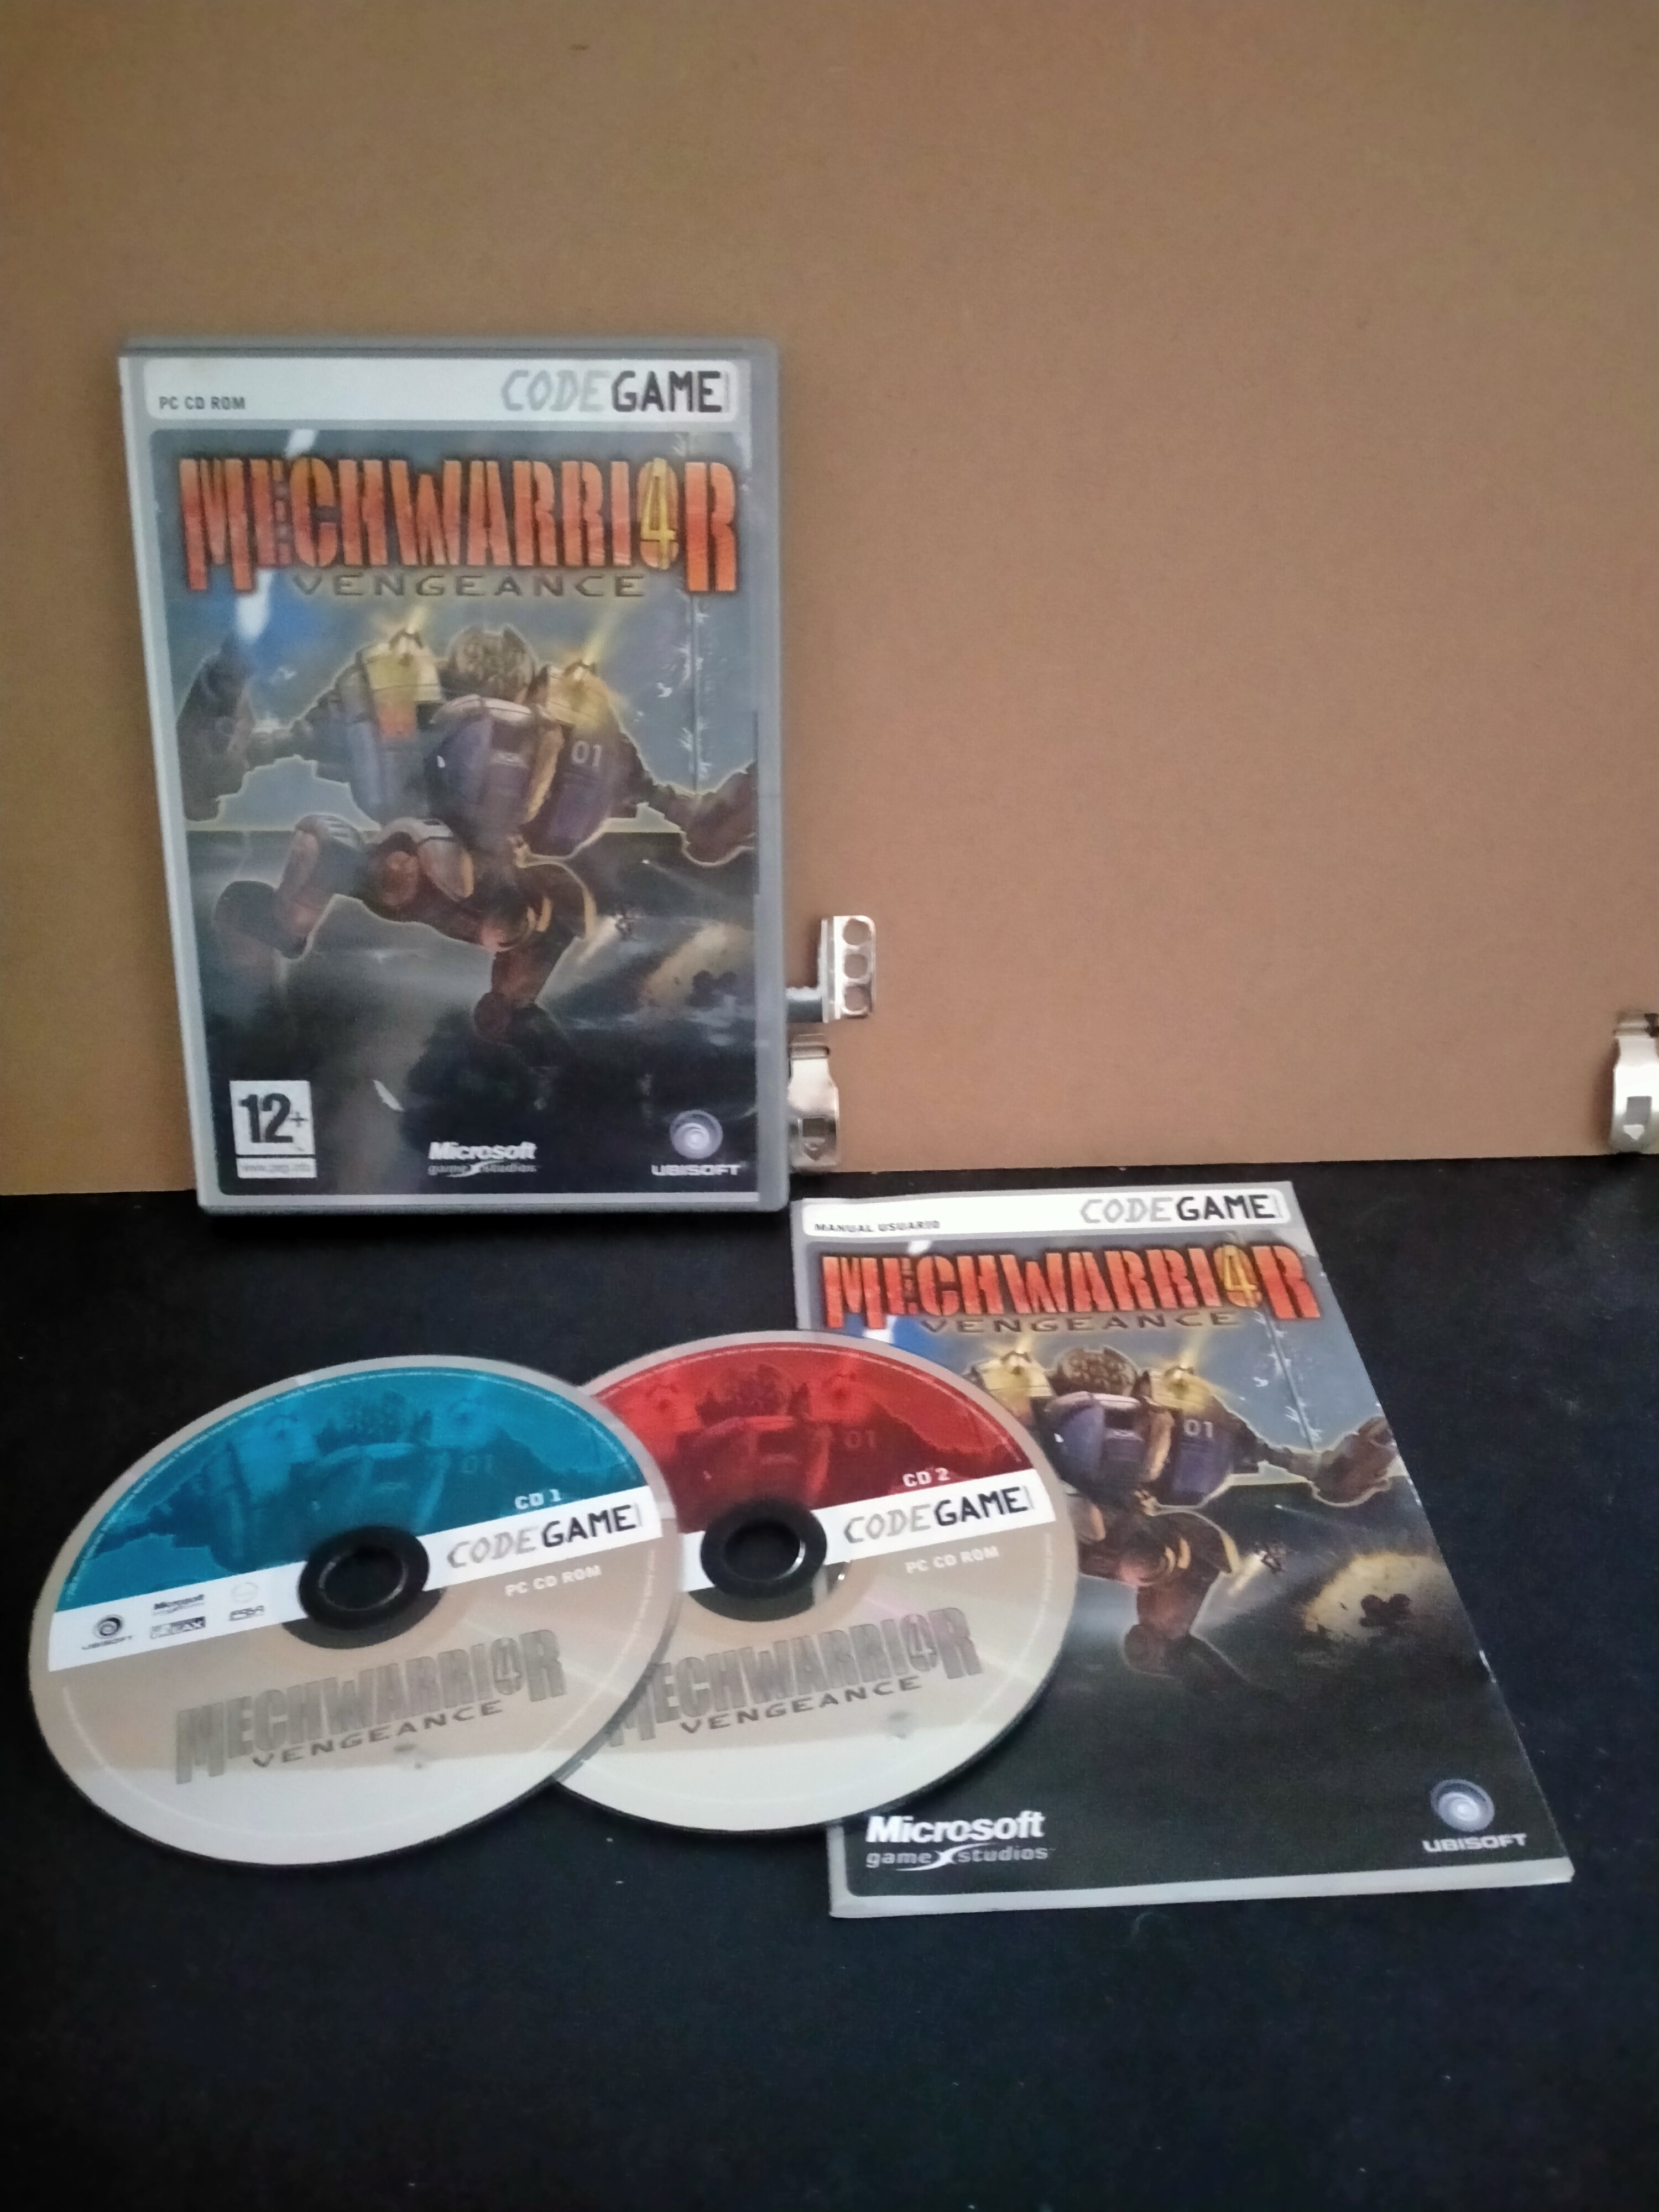 PC CD ROM
CODEGAME
MECHWARRIOR
4
VENGEANCE
01
12+
www.pegi.info
Microsoft
game studios
UBISOFT
MANUAL USUARIO
CODEGAME
MECHWARRIOR
4
VENGEANCE
01
Microsoft
game studios
UBISOFT
01
CD 1
CODEGAME
PC CD ROM
UBISOFT
Microsoft
MECHWARRIOR
4
VENGEANCE
01
CD 2
CODEGAME
PC CD ROM
MECHWARRIOR
4
VENGEANCE